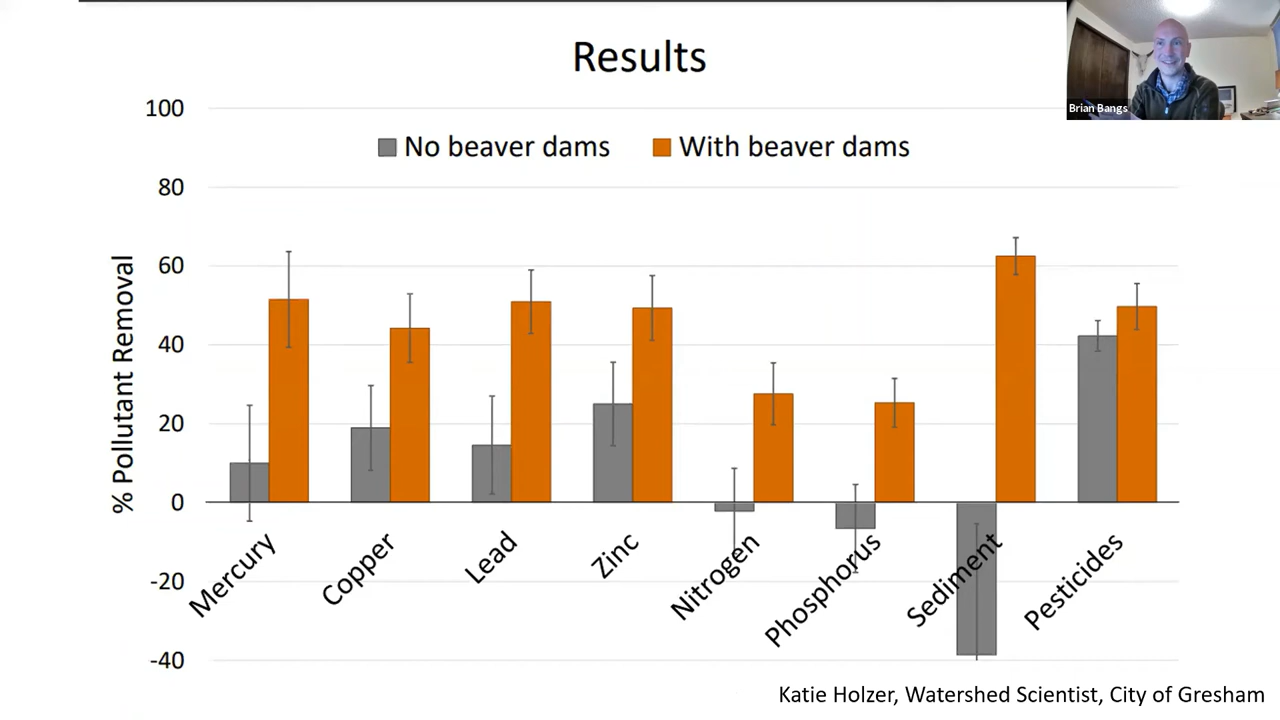 Results
Brian Bangs
100
80
60
40
20
0
-20
-40
% Pollutant Removal
No beaver dams
With beaver dams
Mercury
Copper
Lead
Zinc
Nitrogen
Phosphorus
Sediment
Pesticides
Katie Holzer, Watershed Scientist, City of Gresham